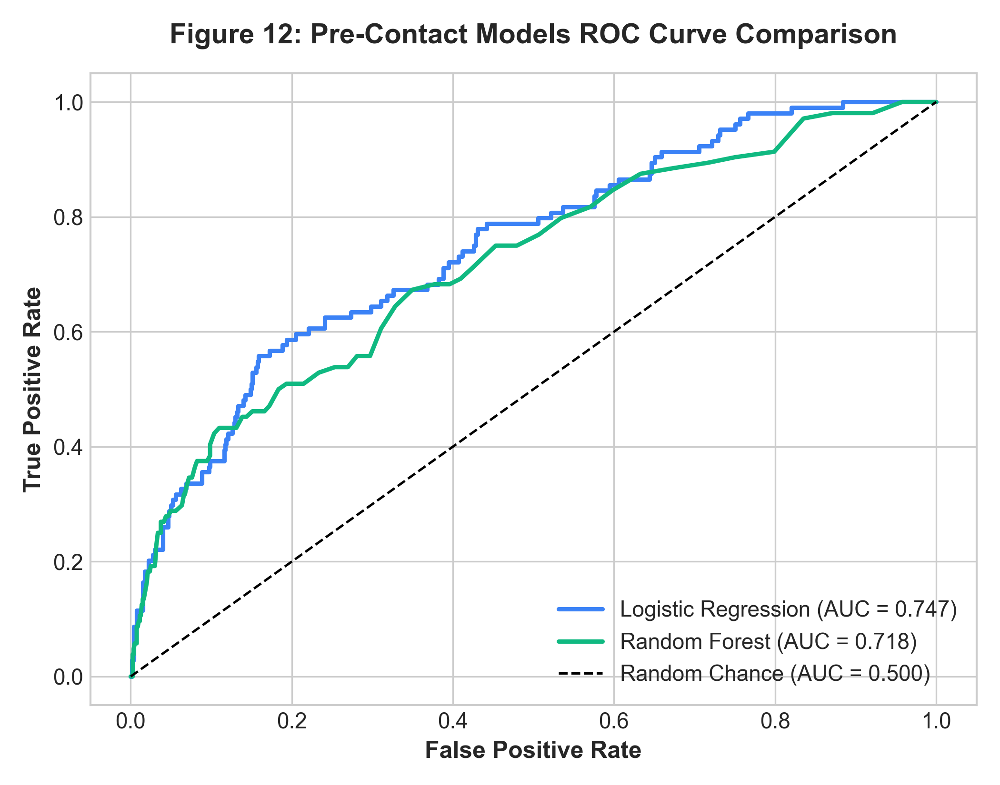 Figure 12: Pre-Contact Models ROC Curve Comparison
True Positive Rate
1.0
0.8
0.6
0.4
0.2
0.0
Logistic Regression (AUC = 0.747)
Random Forest (AUC = 0.718)
Random Chance (AUC = 0.500)
0.0 0.2 0.4 0.6 0.8 1.0
False Positive Rate